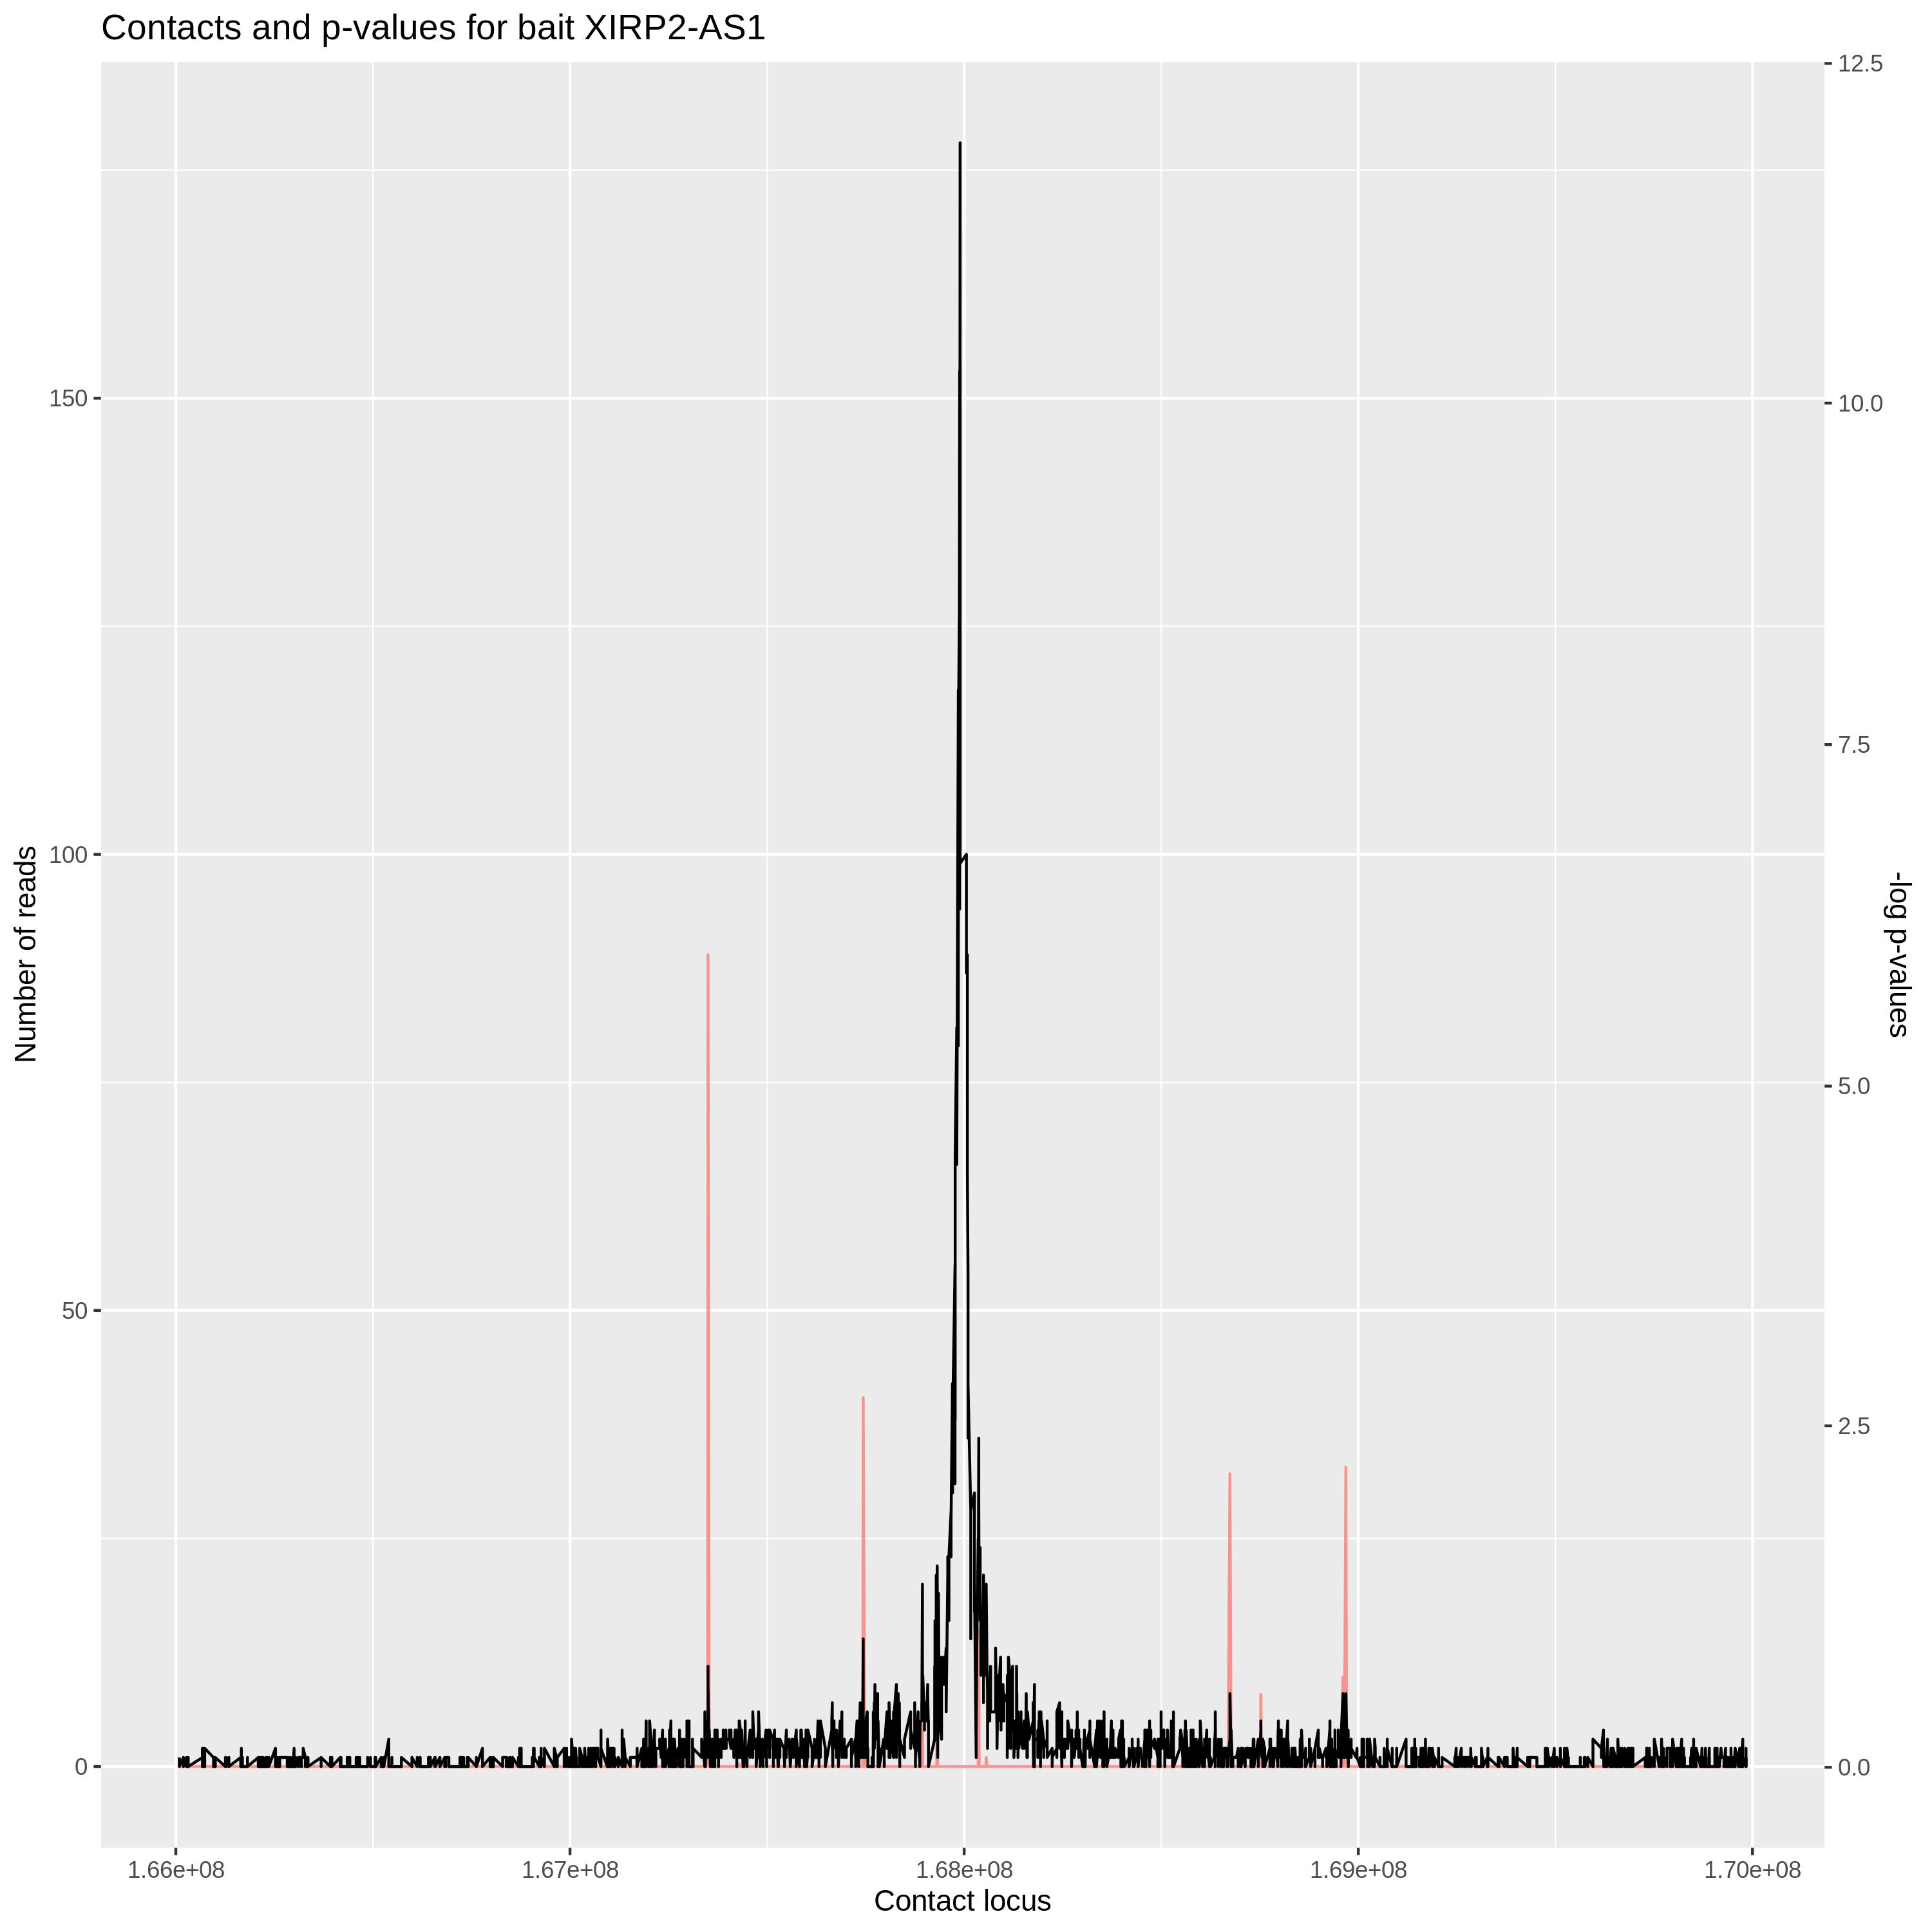 Contacts and p-values for bait XIRP2-AS1
Number of reads
150
100
50
0
12.5
10.0
7.5
5.0
2.5
0.0
-log p-values
1.66e+08
1.67e+08
1.68e+08
1.69e+08
1.70e+08
Contact locus